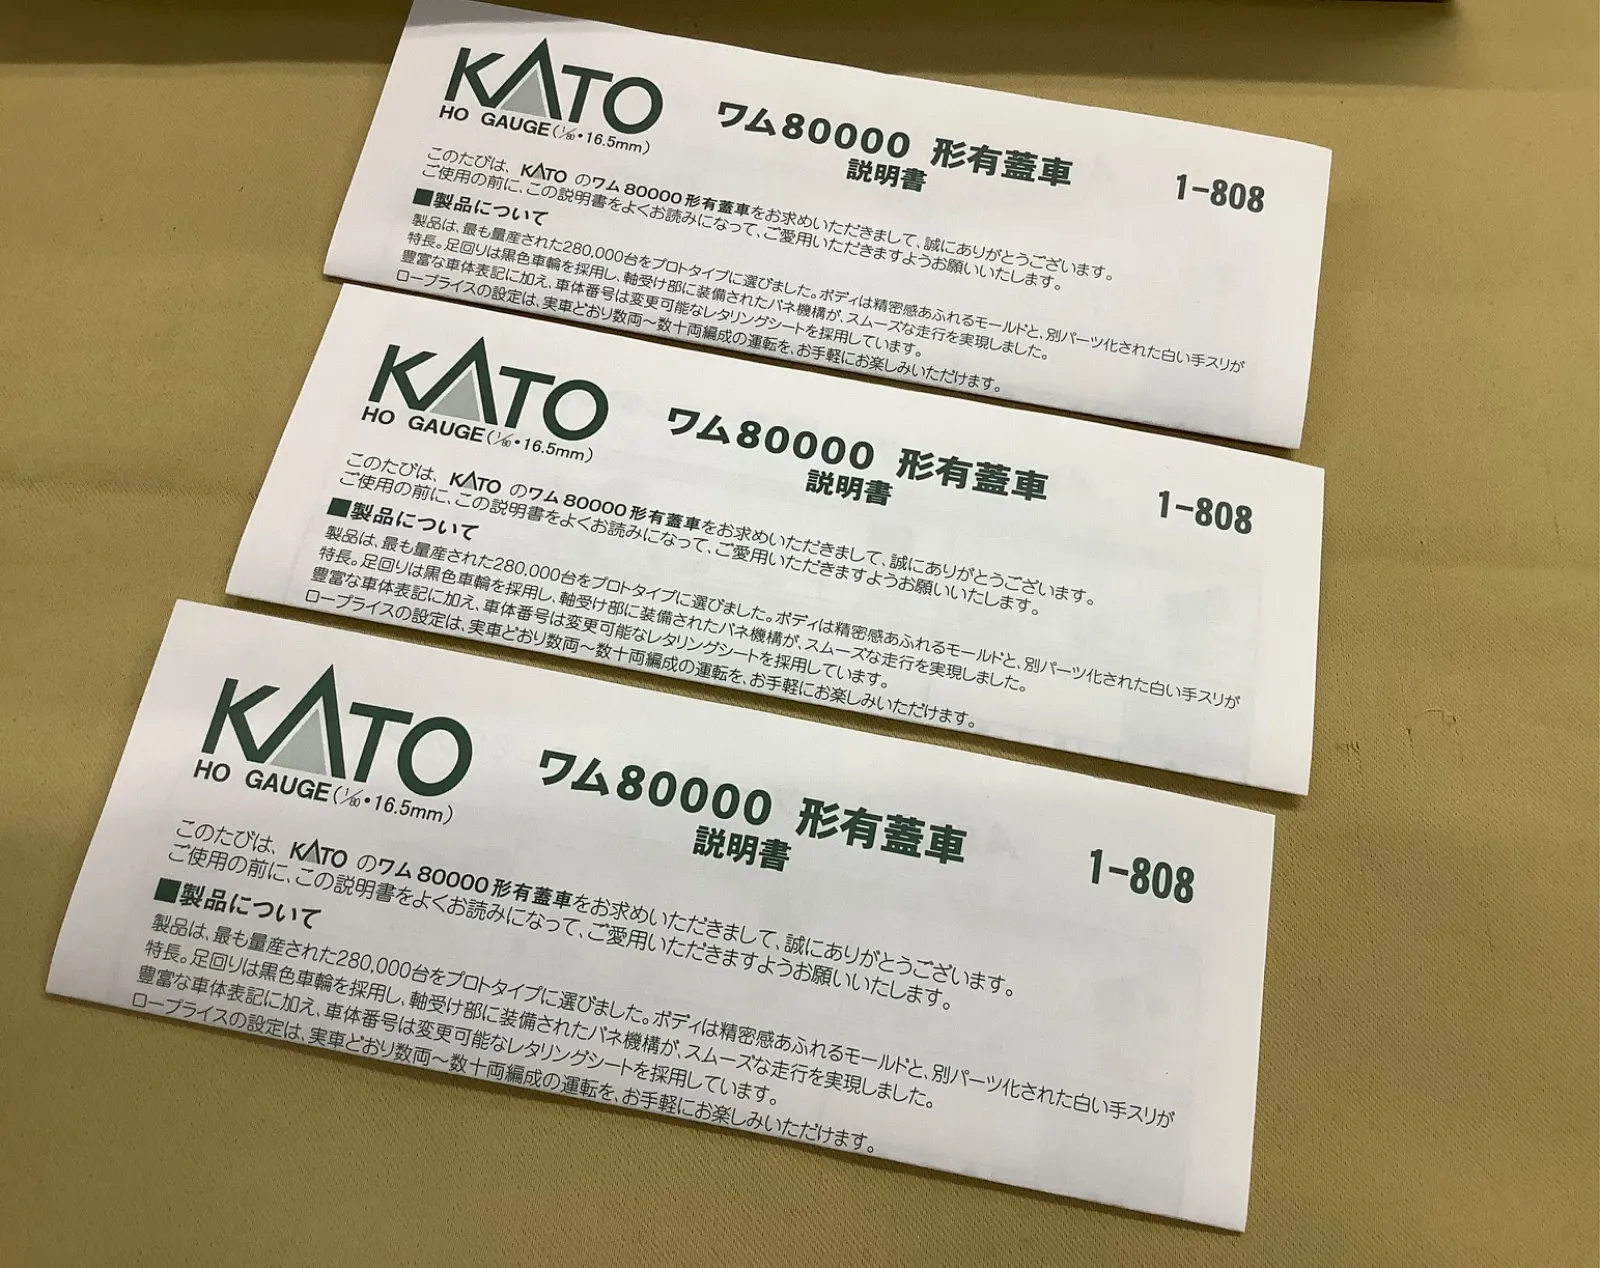 KATO
HO GAUGE(1/80・16.5mm)
ワム80000 形有蓋車
説明書
1-808
このたびは、KATOのワム80000形有蓋車をお求めいただきまして、誠にありがとうございます。
ご使用の前に、この説明書をよくお読みになって、ご愛用いただきますようお願いいたします。
■製品について
製品は、最も量産された280,000台をプロトタイプに選びました。ボディは精密感あふれるモールドと、別パーツ化された白い手スリが
特長。足回りは黒色車輪を採用し、軸受け部に装備されたバネ機構が、スムーズな走行を実現しました。
豊富な車体表記に加え、車体番号は変更可能なレタリングシートを採用しています。
ロープライスの設定は、実車どおり数両～数十両編成の運転を、お手軽にお楽しみいただけます。
KATO
HO GAUGE(1/80・16.5mm)
ワム80000 形有蓋車
説明書
1-808
このたびは、KATOのワム80000形有蓋車をお求めいただきまして、誠にありがとうございます。
ご使用の前に、この説明書をよくお読みになって、ご愛用いただきますようお願いいたします。
■製品について
製品は、最も量産された280,000台をプロトタイプに選びました。ボディは精密感あふれるモールドと、別パーツ化された白い手スリが
特長。足回りは黒色車輪を採用し、軸受け部に装備されたバネ機構が、スムーズな走行を実現しました。
豊富な車体表記に加え、車体番号は変更可能なレタリングシートを採用しています。
ロープライスの設定は、実車どおり数両～数十両編成の運転を、お手軽にお楽しみいただけます。
KATO
HO GAUGE(1/80・16.5mm)
ワム80000 形有蓋車
説明書
1-808
このたびは、KATOのワム80000形有蓋車をお求めいただきまして、誠にありがとうございます。
ご使用の前に、この説明書をよくお読みになって、ご愛用いただきますようお願いいたします。
■製品について
製品は、最も量産された280,000台をプロトタイプに選びました。ボディは精密感あふれるモールドと、別パーツ化された白い手スリが
特長。足回りは黒色車輪を採用し、軸受け部に装備されたバネ機構が、スムーズな走行を実現しました。
豊富な車体表記に加え、車体番号は変更可能なレタリングシートを採用しています。
ロープライスの設定は、実車どおり数両～数十両編成の運転を、お手軽にお楽しみいただけます。